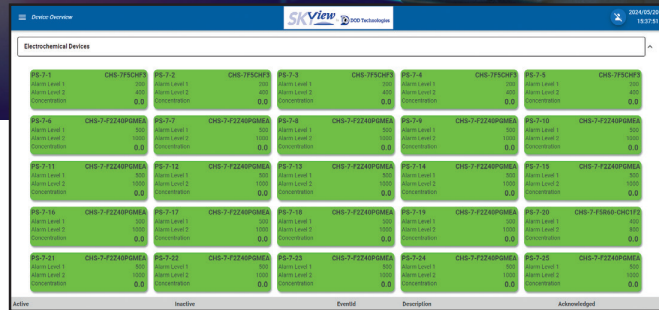 Device Overview
SKYview - DOD Technologies
2024/05/20
15:37:51
Electrochemical Devices
PS-7-1 CHS-7F5CHF3 PS-7-2 CHS-7F5CHF3 PS-7-3 CHS-7F5CHF3 PS-7-4 CHS-7F5CHF3 PS-7-5 CHS-7F5CHF3
Alarm Level 1 200 Alarm Level 1 200 Alarm Level 1 200 Alarm Level 1 200 Alarm Level 1 200
Alarm Level 2 400 Alarm Level 2 400 Alarm Level 2 400 Alarm Level 2 400 Alarm Level 2 400
Concentration 0.0 Concentration 0.0 Concentration 0.0 Concentration 0.0 Concentration 0.0
PS-7-6 CHS-7-F2Z40PGMEA PS-7-7 CHS-7-F2Z40PGMEA PS-7-8 CHS-7-F2Z40PGMEA PS-7-9 CHS-7-F2Z40PGMEA PS-7-10 CHS-7-F2Z40PGMEA
Alarm Level 1 500 Alarm Level 1 500 Alarm Level 1 500 Alarm Level 1 500 Alarm Level 1 500
Alarm Level 2 1000 Alarm Level 2 1000 Alarm Level 2 1000 Alarm Level 2 1000 Alarm Level 2 1000
Concentration 0.0 Concentration 0.0 Concentration 0.0 Concentration 0.0 Concentration 0.0
PS-7-11 CHS-7-F2Z40PGMEA PS-7-12 CHS-7-F2Z40PGMEA PS-7-13 CHS-7-F2Z40PGMEA PS-7-14 CHS-7-F2Z40PGMEA PS-7-15 CHS-7-F2Z40PGMEA
Alarm Level 1 500 Alarm Level 1 500 Alarm Level 1 500 Alarm Level 1 500 Alarm Level 1 500
Alarm Level 2 1000 Alarm Level 2 1000 Alarm Level 2 1000 Alarm Level 2 1000 Alarm Level 2 1000
Concentration 0.0 Concentration 0.0 Concentration 0.0 Concentration 0.0 Concentration 0.0
PS-7-16 CHS-7-F2Z40PGMEA PS-7-17 CHS-7-F2Z40PGMEA PS-7-18 CHS-7-F2Z40PGMEA PS-7-19 CHS-7-F2Z40PGMEA PS-7-20 CHS-7-F5R60-CHC1F2
Alarm Level 1 500 Alarm Level 1 500 Alarm Level 1 500 Alarm Level 1 500 Alarm Level 1 400
Alarm Level 2 1000 Alarm Level 2 1000 Alarm Level 2 1000 Alarm Level 2 1000 Alarm Level 2 800
Concentration 0.0 Concentration 0.0 Concentration 0.0 Concentration 0.0 Concentration 0.0
PS-7-21 CHS-7-F2Z40PGMEA PS-7-22 CHS-7-F2Z40PGMEA PS-7-23 CHS-7-F2Z40PGMEA PS-7-24 CHS-7-F2Z40PGMEA PS-7-25 CHS-7-F2Z40PGMEA
Alarm Level 1 500 Alarm Level 1 500 Alarm Level 1 500 Alarm Level 1 500 Alarm Level 1 500
Alarm Level 2 1000 Alarm Level 2 1000 Alarm Level 2 1000 Alarm Level 2 1000 Alarm Level 2 1000
Concentration 0.0 Concentration 0.0 Concentration 0.0 Concentration 0.0 Concentration 0.0
Active Inactive EventId Description Acknowledged